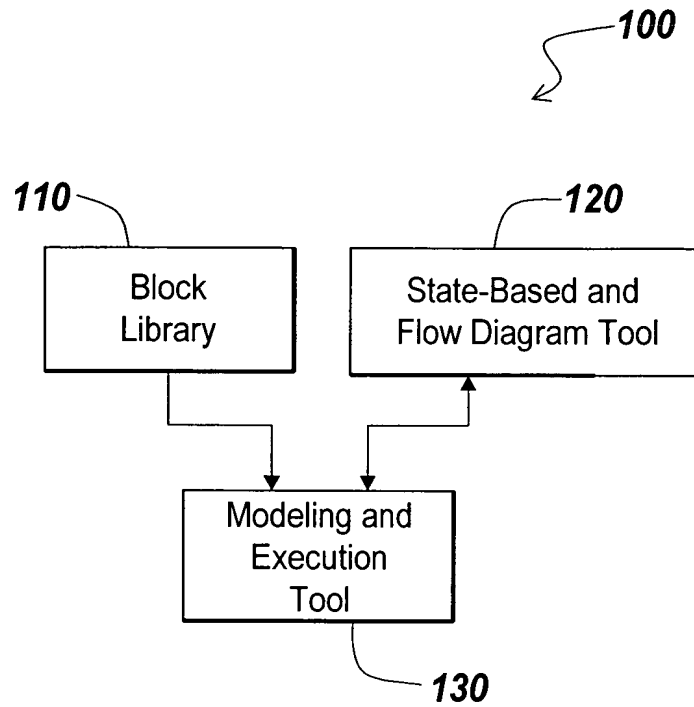 100
110
120
Block
Library
State-Based and
Flow Diagram Tool
Modeling and
Execution
Tool
130